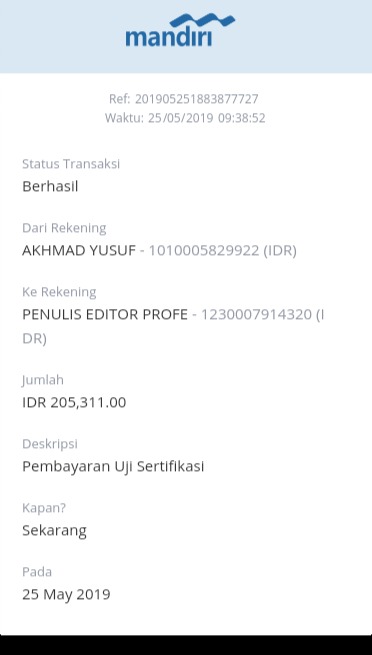 mandiri
Ref: 201905251883877727
Waktu: 25/05/2019 09:38:52
Status Transaksi
Berhasil
Dari Rekening
AKHMAD YUSUF - 1010005829922 (IDR)
Ke Rekening
PENULIS EDITOR PROFE - 1230007914320 (I
DR)
Jumlah
IDR 205,311.00
Deskripsi
Pembayaran Uji Sertifikasi
Kapan?
Sekarang
Pada
25 May 2019